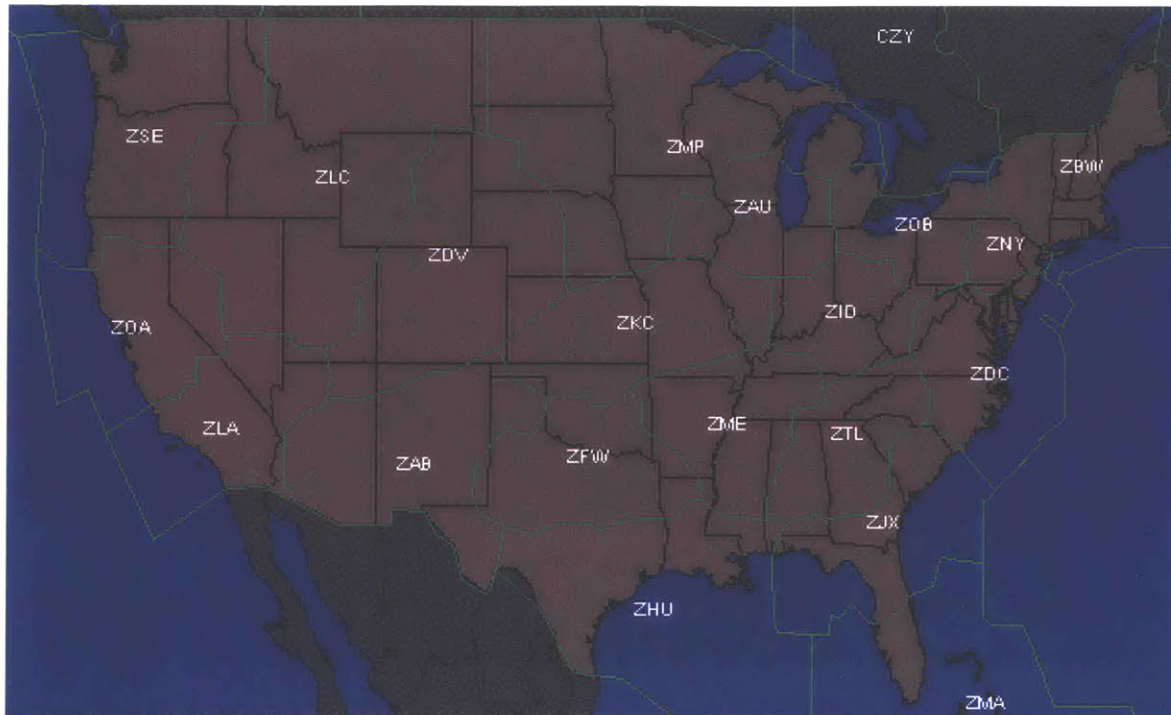 CZY
ZSE
ZMP
ZBW
ZLC
ZAU
ZOB
ZNY
ZDV
ZID
ZOA
ZKC
ZDC
ZLA
ZME
ZTL
ZAB
ZFW
ZJX
ZHU
ZMA